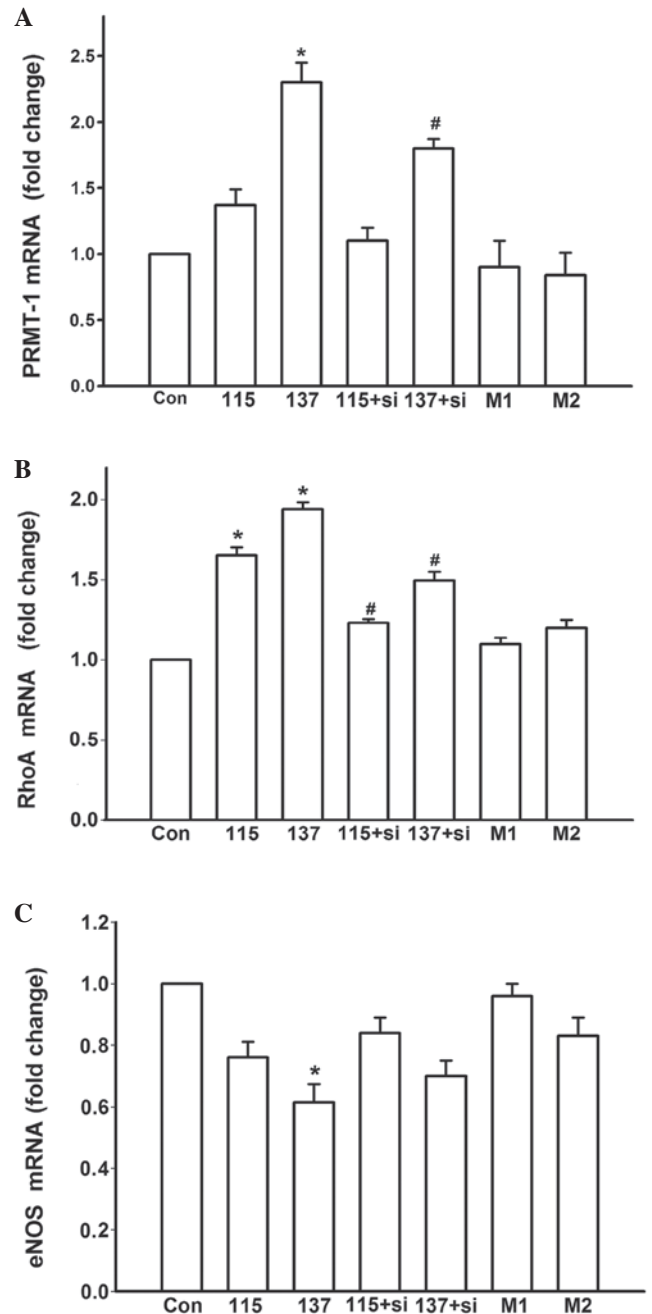 A
PRMT-1 mRNA (fold change)
2.5
2.0
1.5
1.0
0.5
0.0
*
#
Con 115 137 115+si 137+si M1 M2
B
RhoA mRNA (fold change)
2.0
1.5
1.0
0.5
0.0
* *
# #
Con 115 137 115+si 137+si M1 M2
C
eNOS mRNA (fold change)
1.2
1.0
0.8
0.6
0.4
0.2
0.0
*
Con 115 137 115+si 137+si M1 M2